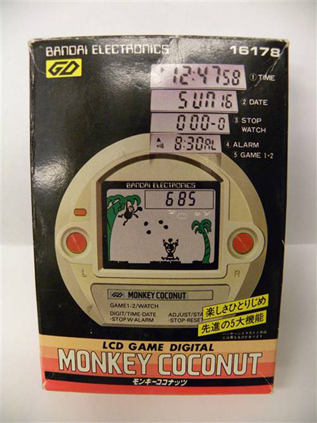 BANDAI ELECTRONICS
16178
GD
12:47 58 ① TIME
SUN 16 2 DATE
000-0 3 STOP WATCH
8:30 AL 4 ALARM
5 GAME 1-2
BANDAI ELECTRONICS
685
L
R
GD MONKEY COCONUT
GAME1·2/WATCH
DIGIT/TIME·DATE
ADJUST/STA
·STOP W·ALARM
·STOP·RESET
楽しさひとりじめ
先進の5大機能
LCD GAME DIGITAL
MONKEY COCONUT
モンキーココナッツ